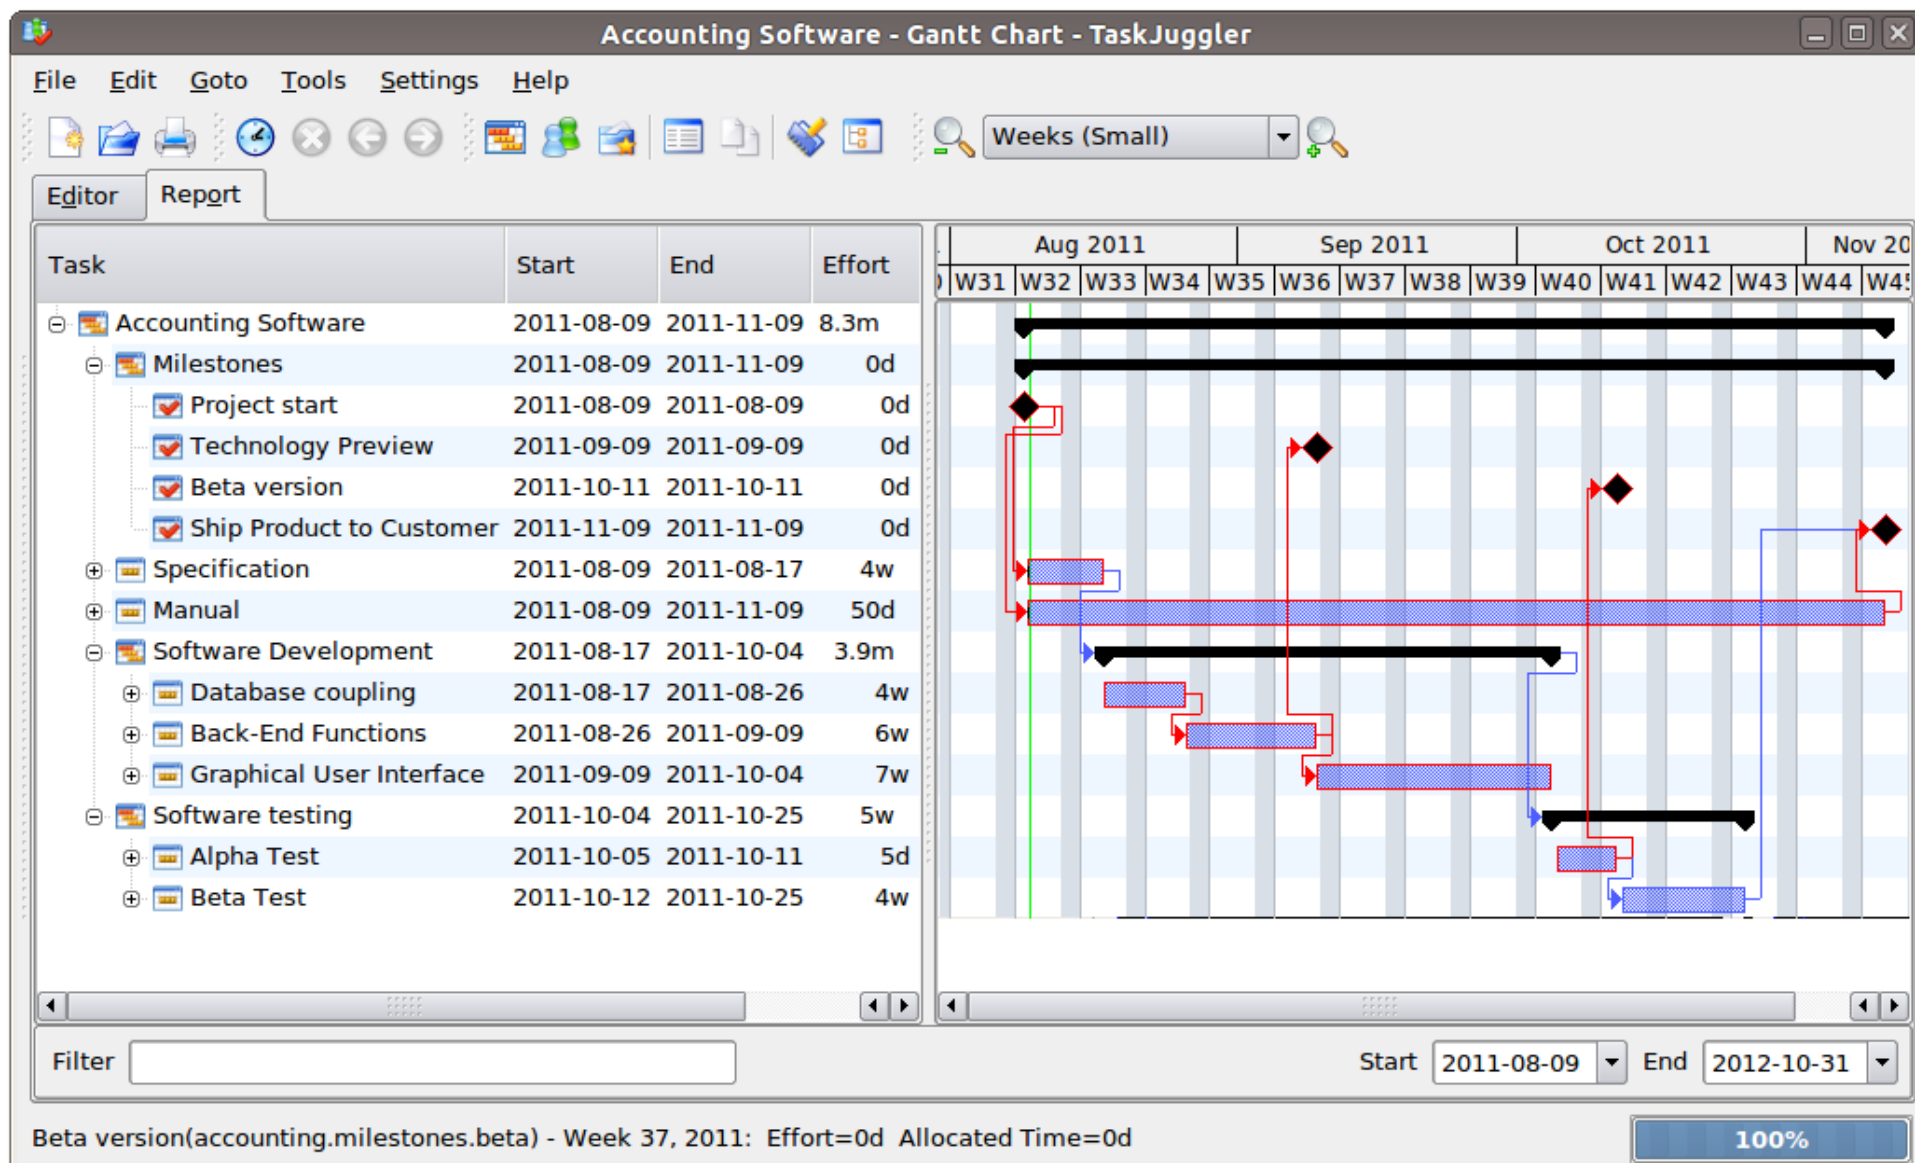 Accounting Software - Gantt Chart - TaskJuggler
File Edit Goto Tools Settings Help
Weeks (Small)
Editor Report
Task Start End Effort
Aug 2011 Sep 2011 Oct 2011 Nov 20
W31 W32 W33 W34 W35 W36 W37 W38 W39 W40 W41 W42 W43 W44 W45
Accounting Software 2011-08-09 2011-11-09 8.3m
Milestones 2011-08-09 2011-11-09 0d
Project start 2011-08-09 2011-08-09 0d
Technology Preview 2011-09-09 2011-09-09 0d
Beta version 2011-10-11 2011-10-11 0d
Ship Product to Customer 2011-11-09 2011-11-09 0d
Specification 2011-08-09 2011-08-17 4w
Manual 2011-08-09 2011-11-09 50d
Software Development 2011-08-17 2011-10-04 3.9m
Database coupling 2011-08-17 2011-08-26 4w
Back-End Functions 2011-08-26 2011-09-09 6w
Graphical User Interface 2011-09-09 2011-10-04 7w
Software testing 2011-10-04 2011-10-25 5w
Alpha Test 2011-10-05 2011-10-11 5d
Beta Test 2011-10-12 2011-10-25 4w
Filter Start 2011-08-09 End 2012-10-31
Beta version(accounting.milestones.beta) - Week 37, 2011: Effort=0d Allocated Time=0d 100%